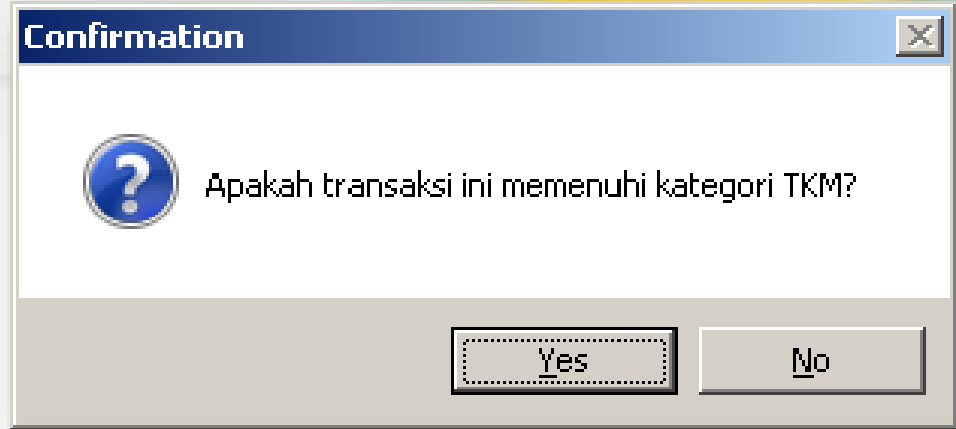 Confirmation
Apakah transaksi ini memenuhi kategori TKM?
Yes
No